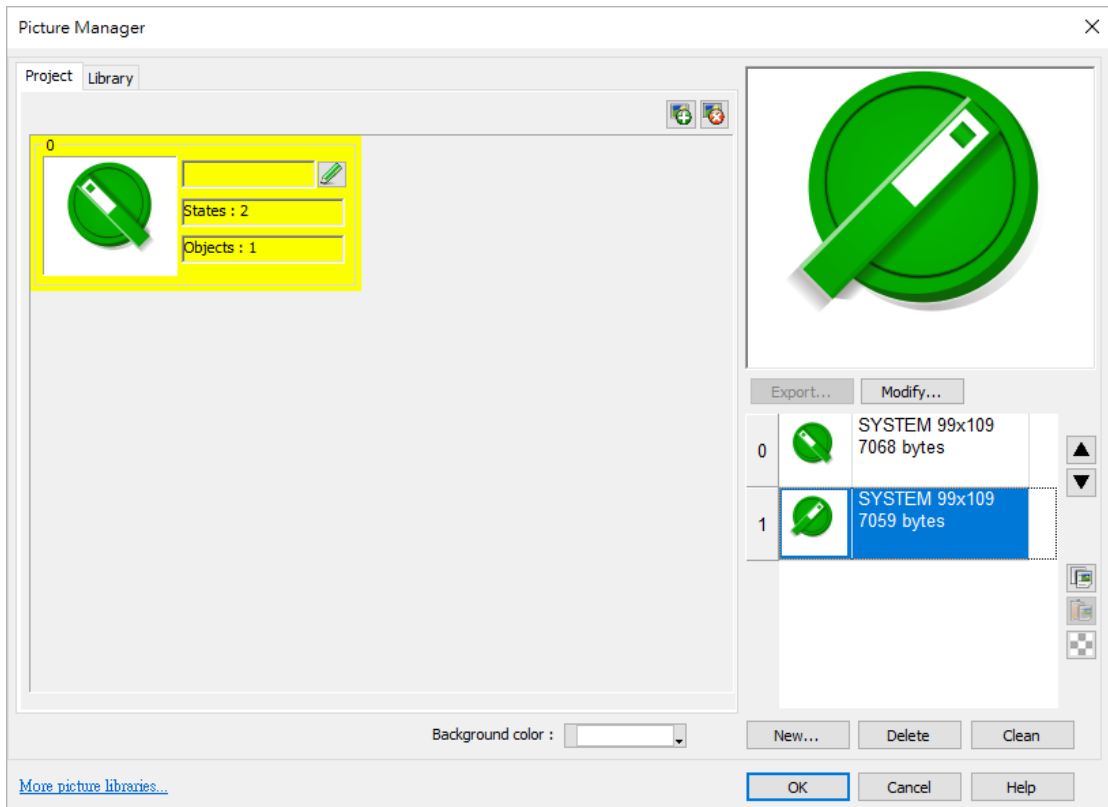 Picture Manager
Project
Library
0
States : 2
Objects : 1
Export...
Modify...
0
SYSTEM 99x109
7068 bytes
1
SYSTEM 99x109
7059 bytes
Background color :
New...
Delete
Clean
More picture libraries...
OK
Cancel
Help